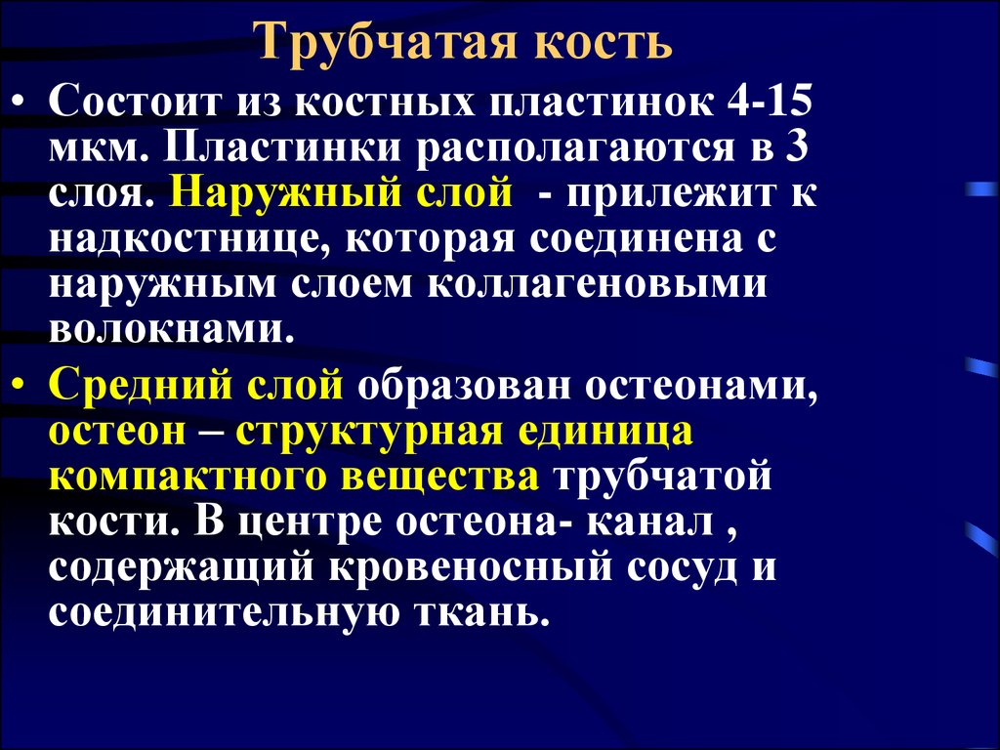 Трубчатая кость
• Состоит из костных пластинок 4-15
мкм. Пластинки располагаются в 3
слоя. Наружный слой  - прилежит к
надкостнице, которая соединена с
наружным слоем коллагеновыми
волокнами.
• Средний слой образован остеонами,
остеон – структурная единица
компактного вещества трубчатой
кости. В центре остеона- канал ,
содержащий кровеносный сосуд и
соединительную ткань.